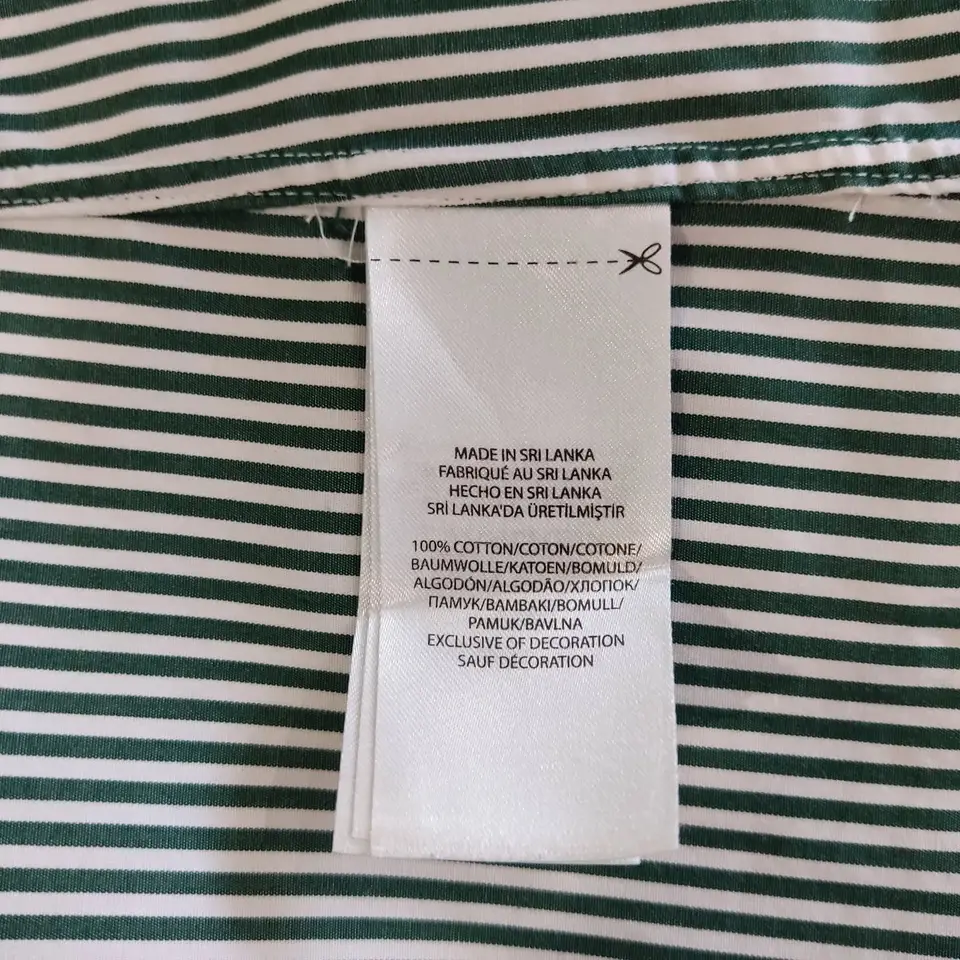 MADE IN SRI LANKA
FABRIQUÉ AU SRI LANKA
HECHO EN SRI LANKA
SRİ LANKA'DA ÜRETİLMİŞTİR
100% COTTON/COTON/COTONE/
BAUMWOLLE/KATOEN/BOMULD/
ALGODÓN/ALGODÃO/ХЛОПОК/
ПАМУК/BAMBAKI/BOMULL/
PAMUK/BAVLNA
EXCLUSIVE OF DECORATION
SAUF DÉCORATION